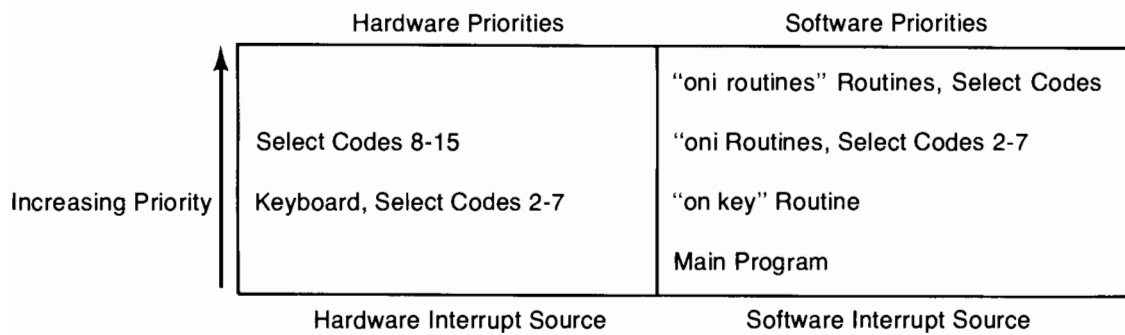 Hardware Priorities Software Priorities
"oni routines" Routines, Select Codes
Select Codes 8-15 "oni Routines, Select Codes 2-7
Increasing Priority Keyboard, Select Codes 2-7 "on key" Routine
Main Program
Hardware Interrupt Source Software Interrupt Source